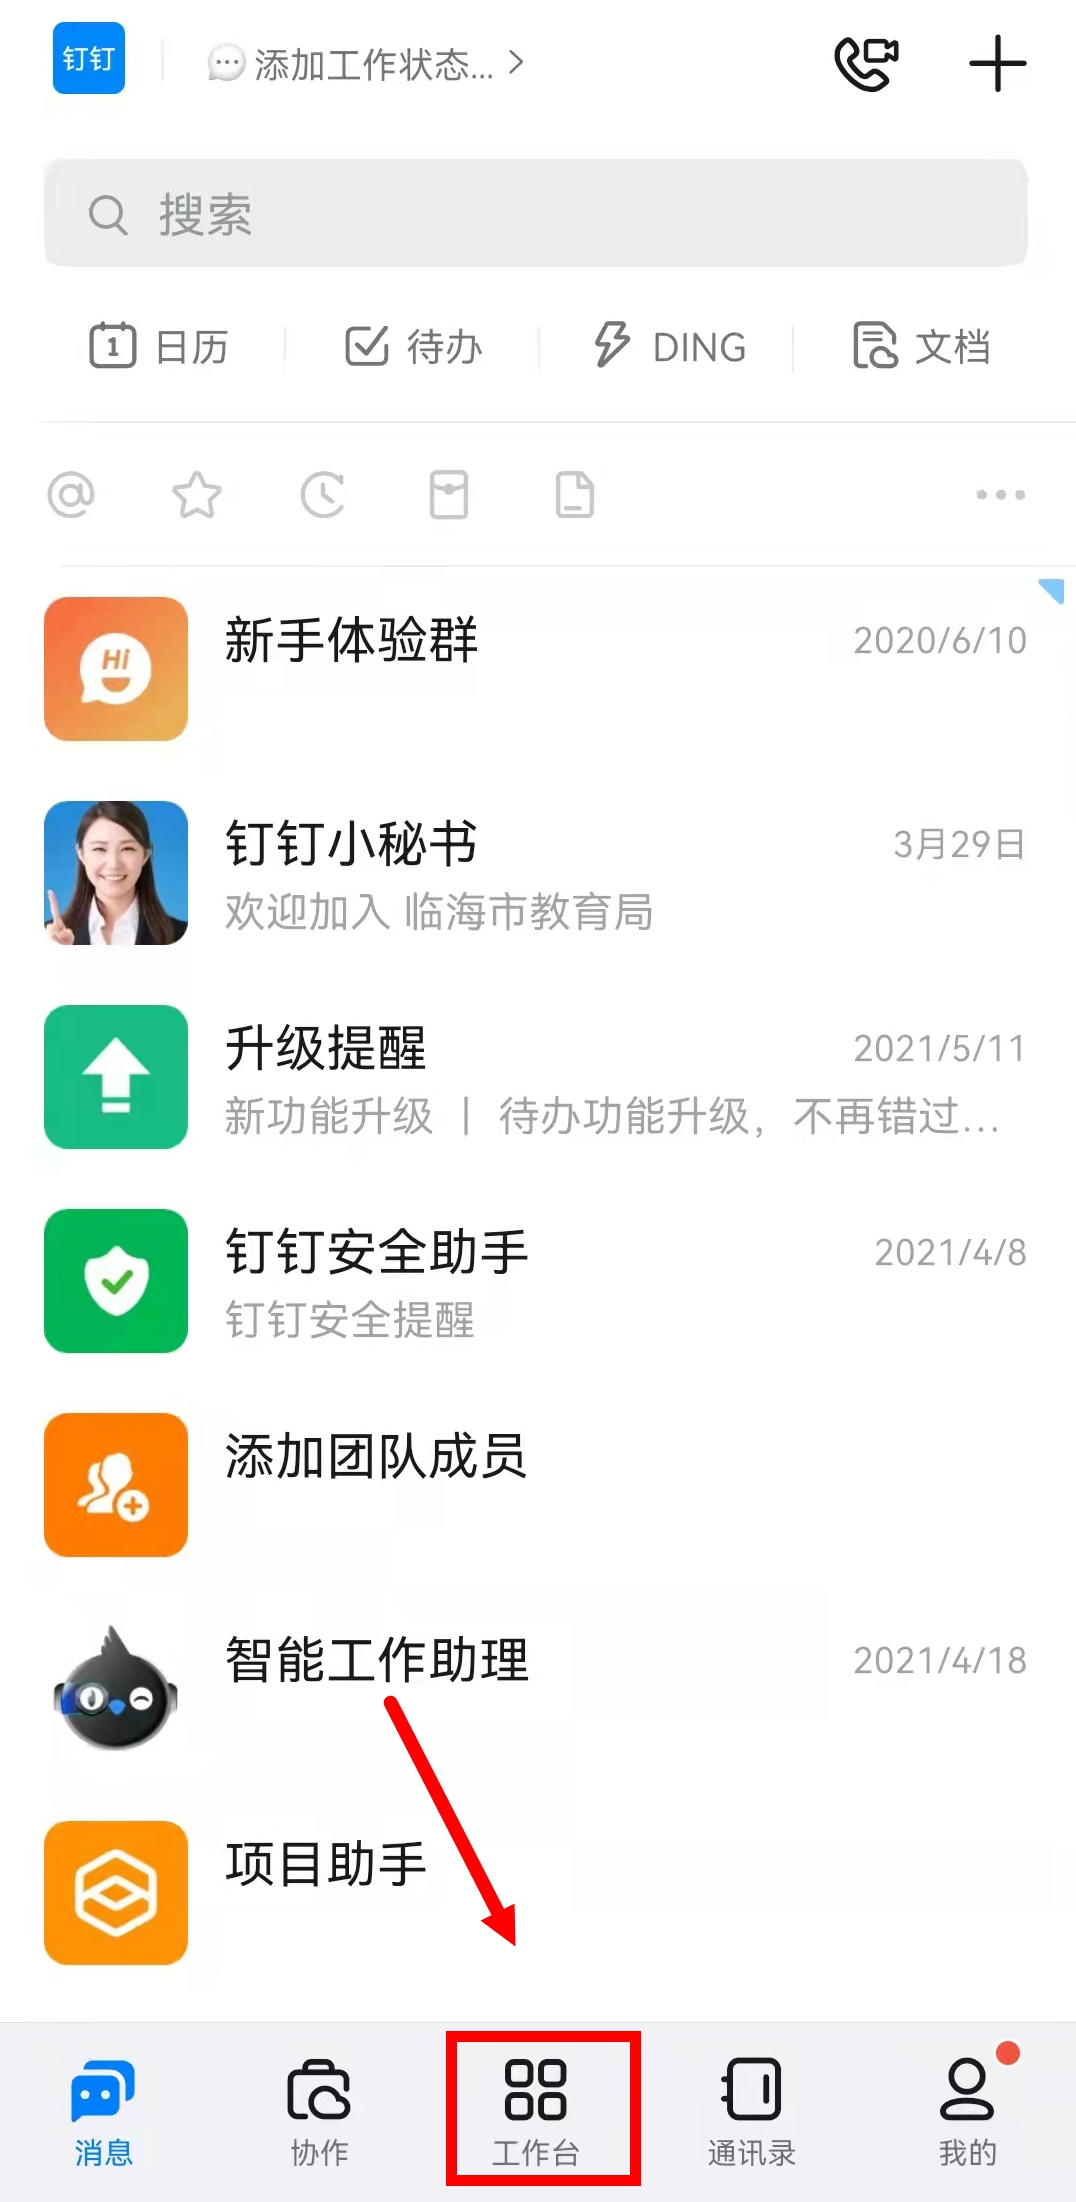 钉钉
添加工作状态... >
搜索
1 日历
待办
DING
文档
Hi
新手体验群
2020/6/10
钉钉小秘书
3月29日
欢迎加入 临海市教育局
升级提醒
2021/5/11
新功能升级 | 待办功能升级，不再错过...
钉钉安全助手
2021/4/8
钉钉安全提醒
添加团队成员
智能工作助理
2021/4/18
项目助手
消息
协作
工作台
通讯录
我的